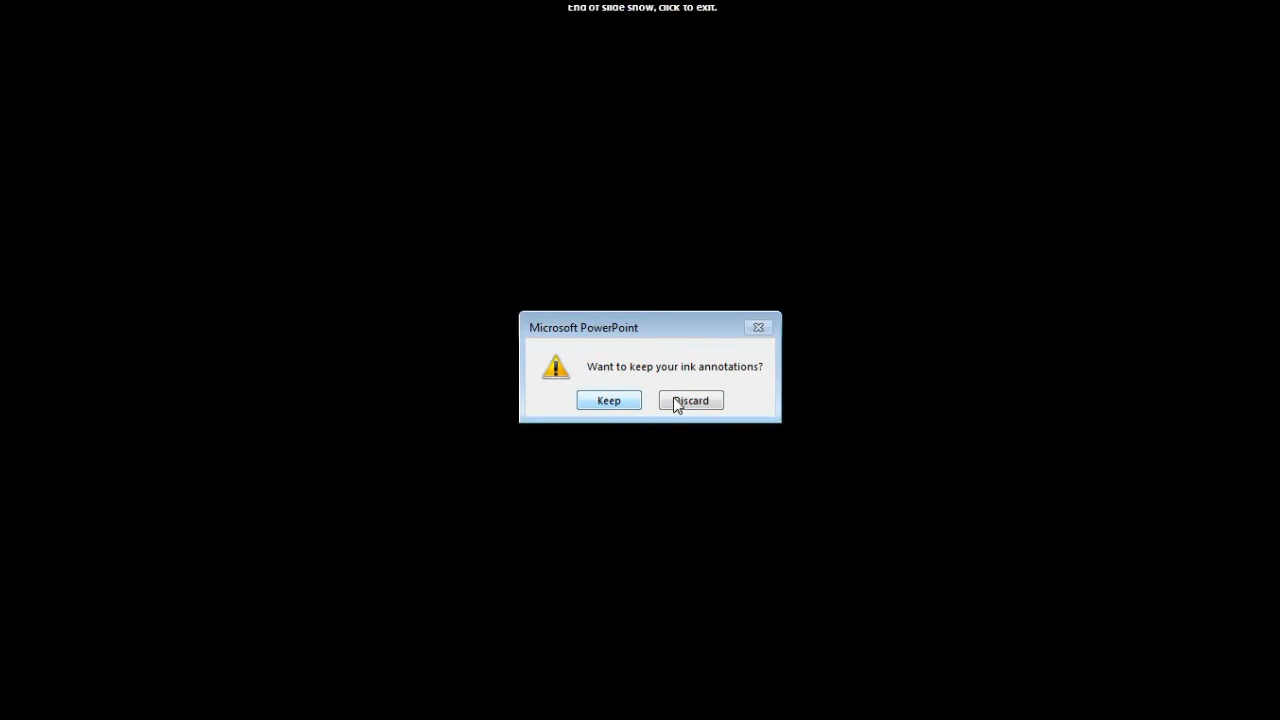 End of slide show, click to exit.
Microsoft PowerPoint
Want to keep your ink annotations?
Keep
Discard